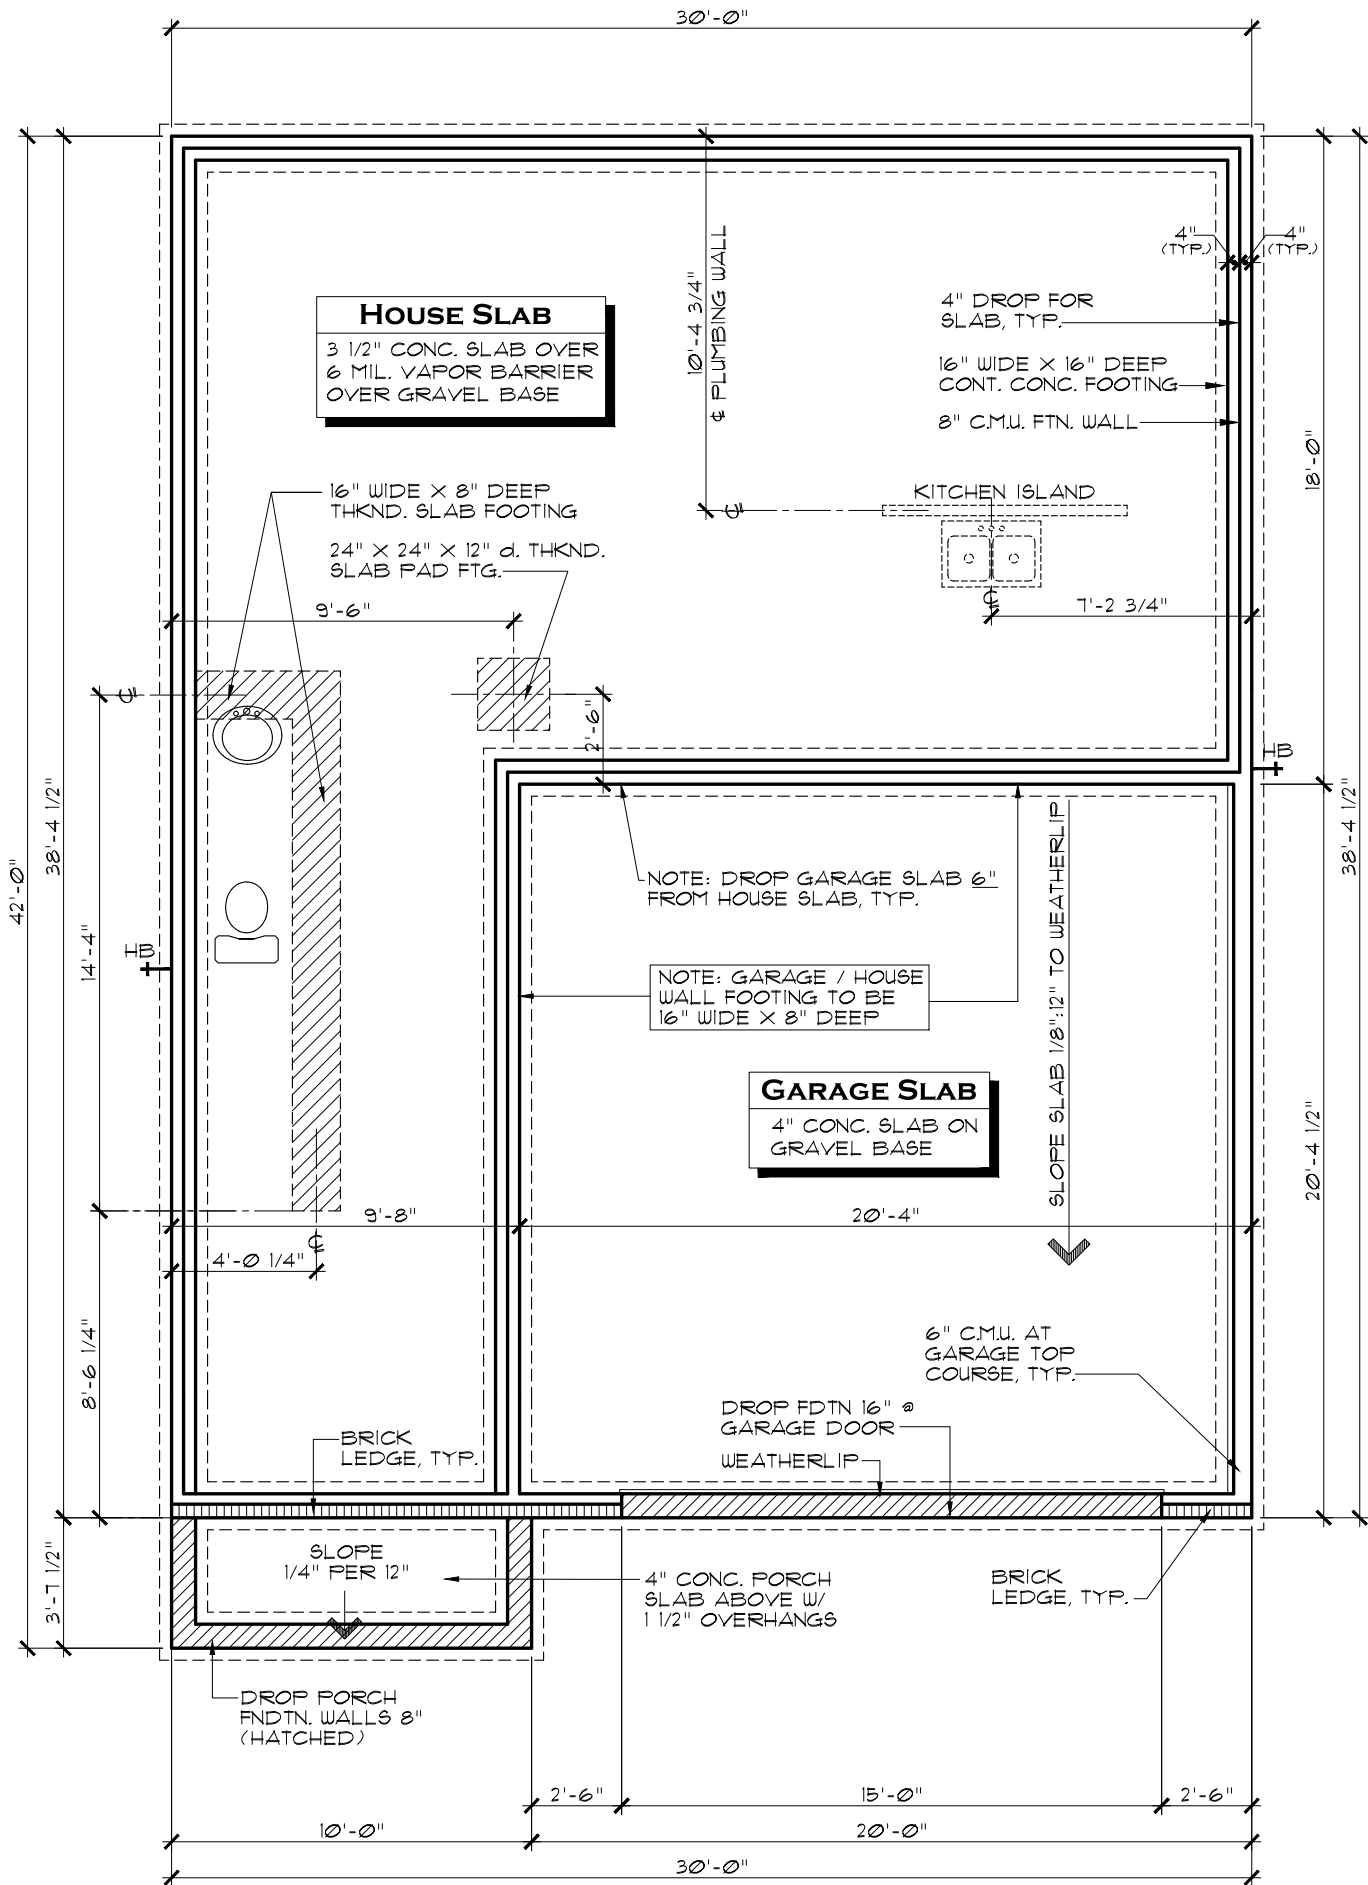 30'-0"
4"
(TYP.)
4"
(TYP.)
10'-4 3/4"
℄ PLUMBING WALL
HOUSE SLAB
3 1/2" CONC. SLAB OVER
6 MIL. VAPOR BARRIER
OVER GRAVEL BASE
4" DROP FOR
SLAB, TYP.
16" WIDE X 16" DEEP
CONT. CONC. FOOTING
8" C.M.U. FTN. WALL
18'-0"
16" WIDE X 8" DEEP
THKND. SLAB FOOTING
KITCHEN ISLAND
℄
24" X 24" X 12" d. THKND.
SLAB PAD FTG.
℄
9'-6"
7'-2 3/4"
℄
2'-6"
HB
38'-4 1/2"
42'-0"
38'-4 1/2"
14'-4"
HB
NOTE: DROP GARAGE SLAB 6"
FROM HOUSE SLAB, TYP.
NOTE: GARAGE / HOUSE
WALL FOOTING TO BE
16" WIDE X 8" DEEP
SLOPE SLAB 1/8":12" TO WEATHERLIP
GARAGE SLAB
4" CONC. SLAB ON
GRAVEL BASE
20'-4 1/2"
9'-8"
20'-4"
℄
4'-0 1/4"
8'-6 1/4"
6" C.M.U. AT
GARAGE TOP
COURSE, TYP.
DROP FDTN 16" @
GARAGE DOOR
WEATHERLIP
BRICK
LEDGE, TYP.
3'-7 1/2"
SLOPE
1/4" PER 12"
4" CONC. PORCH
SLAB ABOVE W/
1 1/2" OVERHANGS
BRICK
LEDGE, TYP.
DROP PORCH
FNDTN. WALLS 8"
(HATCHED)
2'-6"
15'-0"
2'-6"
10'-0"
20'-0"
30'-0"